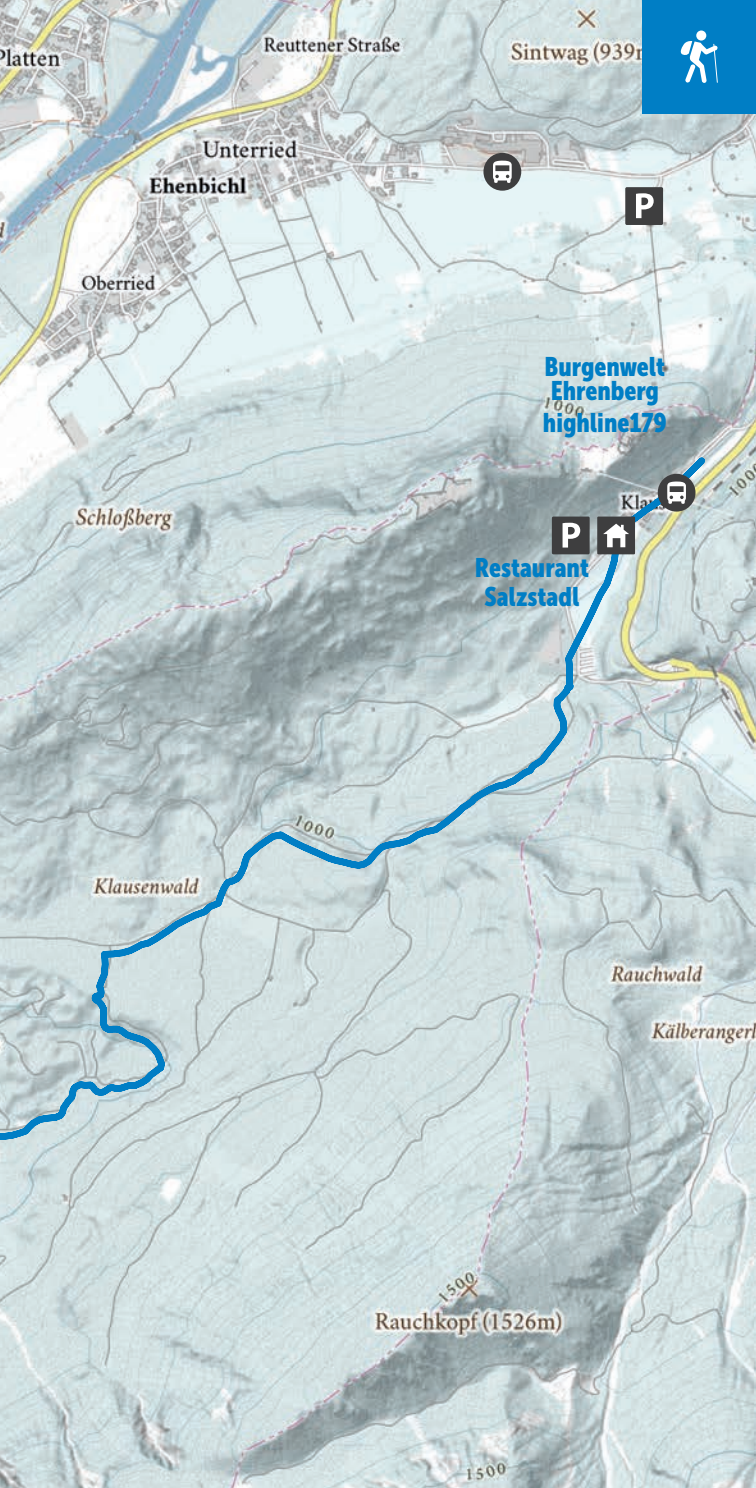 Platten
Reuttener Straße
Sintwag (939
Unterried
Ehenbichl
P
Oberried
Burgenwelt
Ehrenberg
highline179
1000
100
Klaus
Schloßberg
P
Restaurant
Salzstadl
1000
Klausenwald
Rauchwald
Kälberangerl
1500
Rauchkopf (1526m)
1500